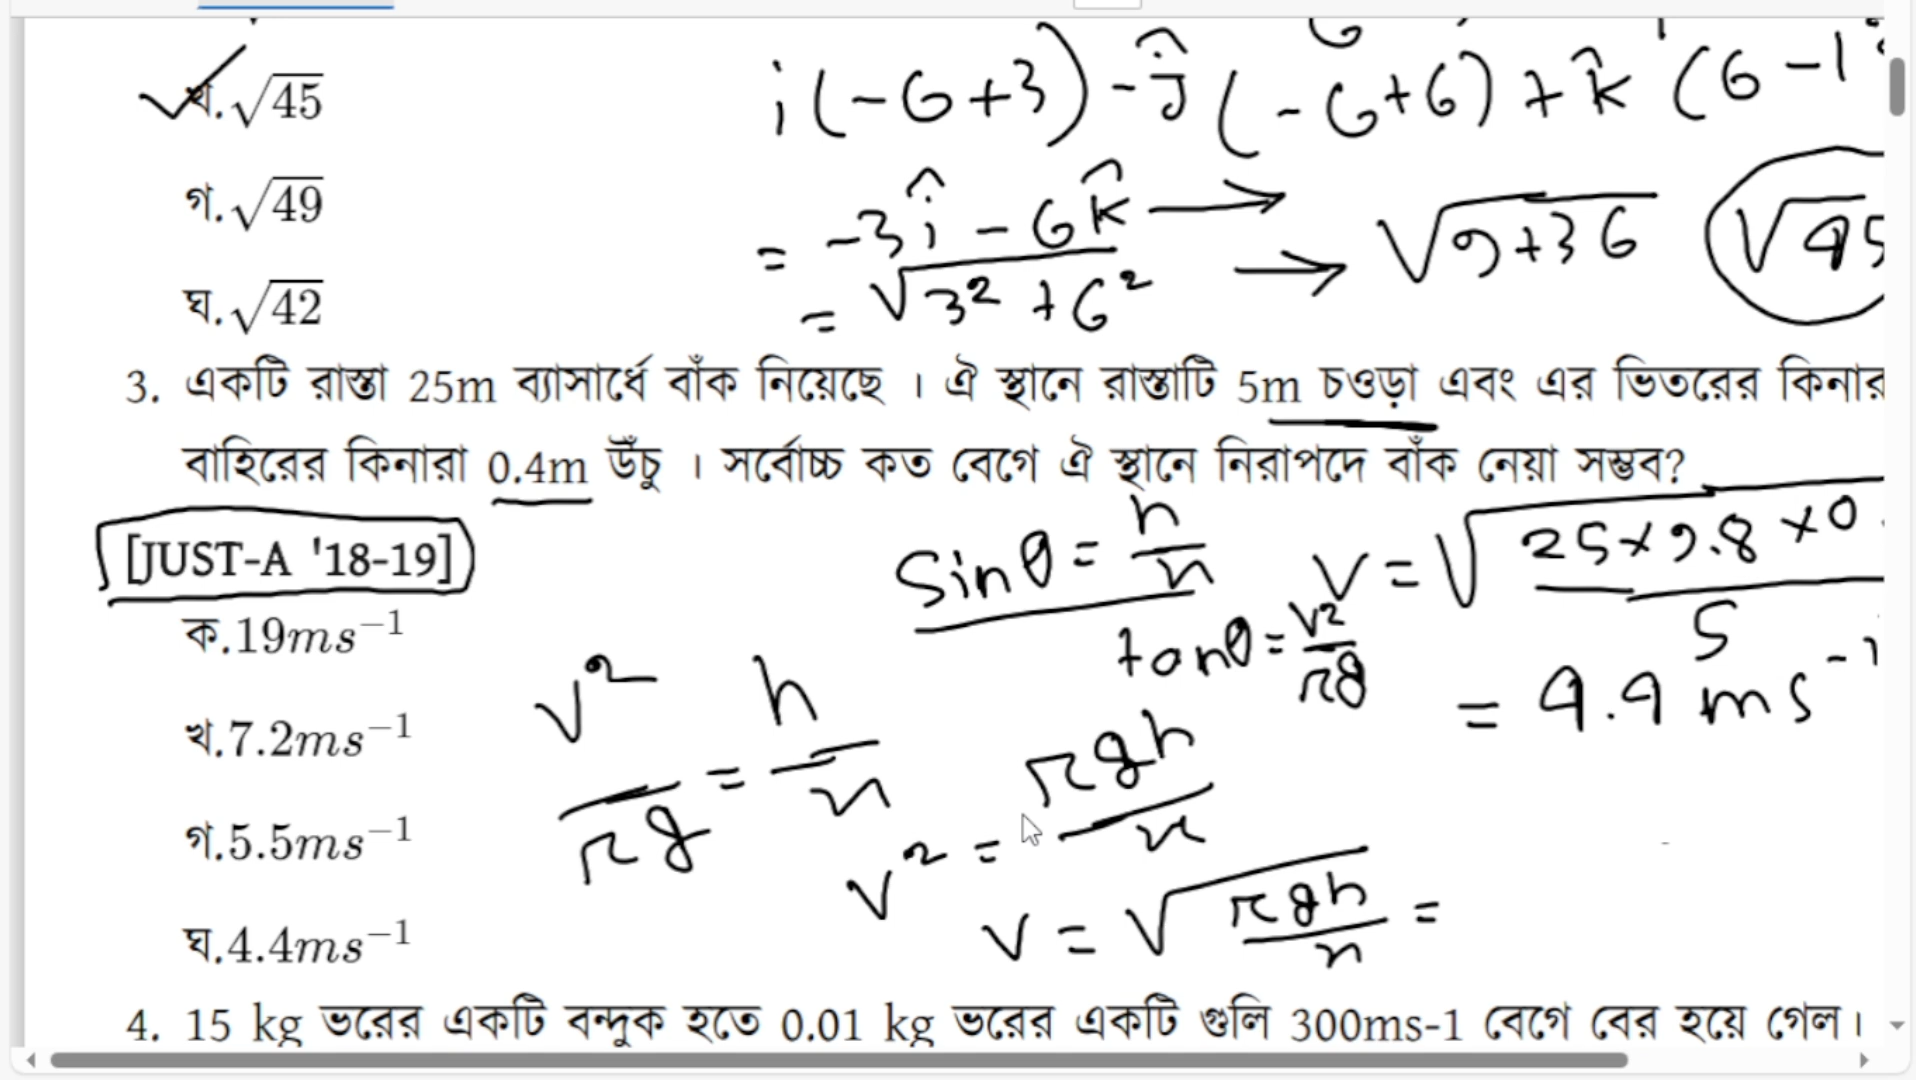 খ.√45
i(-6+3) - ĵ(-6+6) + k̂ (6-1
গ.√49
= -3î - 6k̂ → √9+36 √45
ঘ.√42
= √3² + 6² →
3. একটি রাস্তা 25m ব্যাসার্ধে বাঁক নিয়েছে । ঐ স্থানে রাস্তাটি 5m চওড়া এবং এর ভিতরের কিনার
বাহিরের কিনারা 0.4m উঁচু । সর্বোচ্চ কত বেগে ঐ স্থানে নিরাপদে বাঁক নেয়া সম্ভব?
[JUST-A '18-19]
sinθ = h/x
v = √25×9.8×0./5
ক.19ms⁻¹
tanθ = v²/rg
= 4.4 ms⁻¹
খ.7.2ms⁻¹
v²/rg = h/x
গ.5.5ms⁻¹
v² = rgh/x
ঘ.4.4ms⁻¹
v = √rgh/x =
4. 15 kg ভরের একটি বন্দুক হতে 0.01 kg ভরের একটি গুলি 300ms-1 বেগে বের হয়ে গেল।